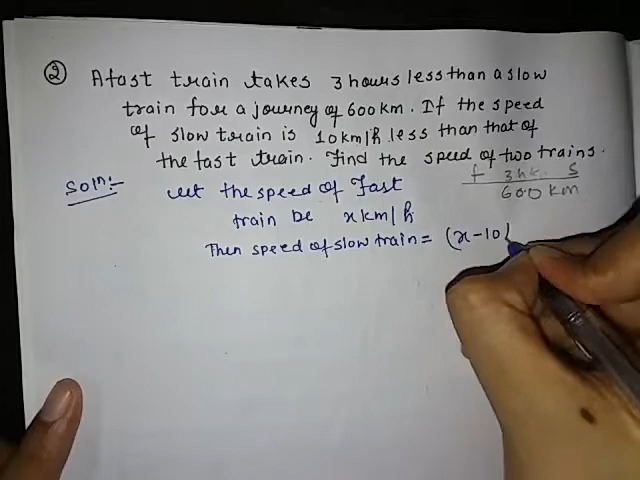 ② A fast train takes 3 hours less than a slow
train for a journey of 600 km. If the speed
of slow train is 10 km/h less than that of
the fast train. Find the speed of two trains.
f 3hr. S
600 km
Soln:- Let the speed of fast
train be x km/h
Then speed of slow train = (x-10)